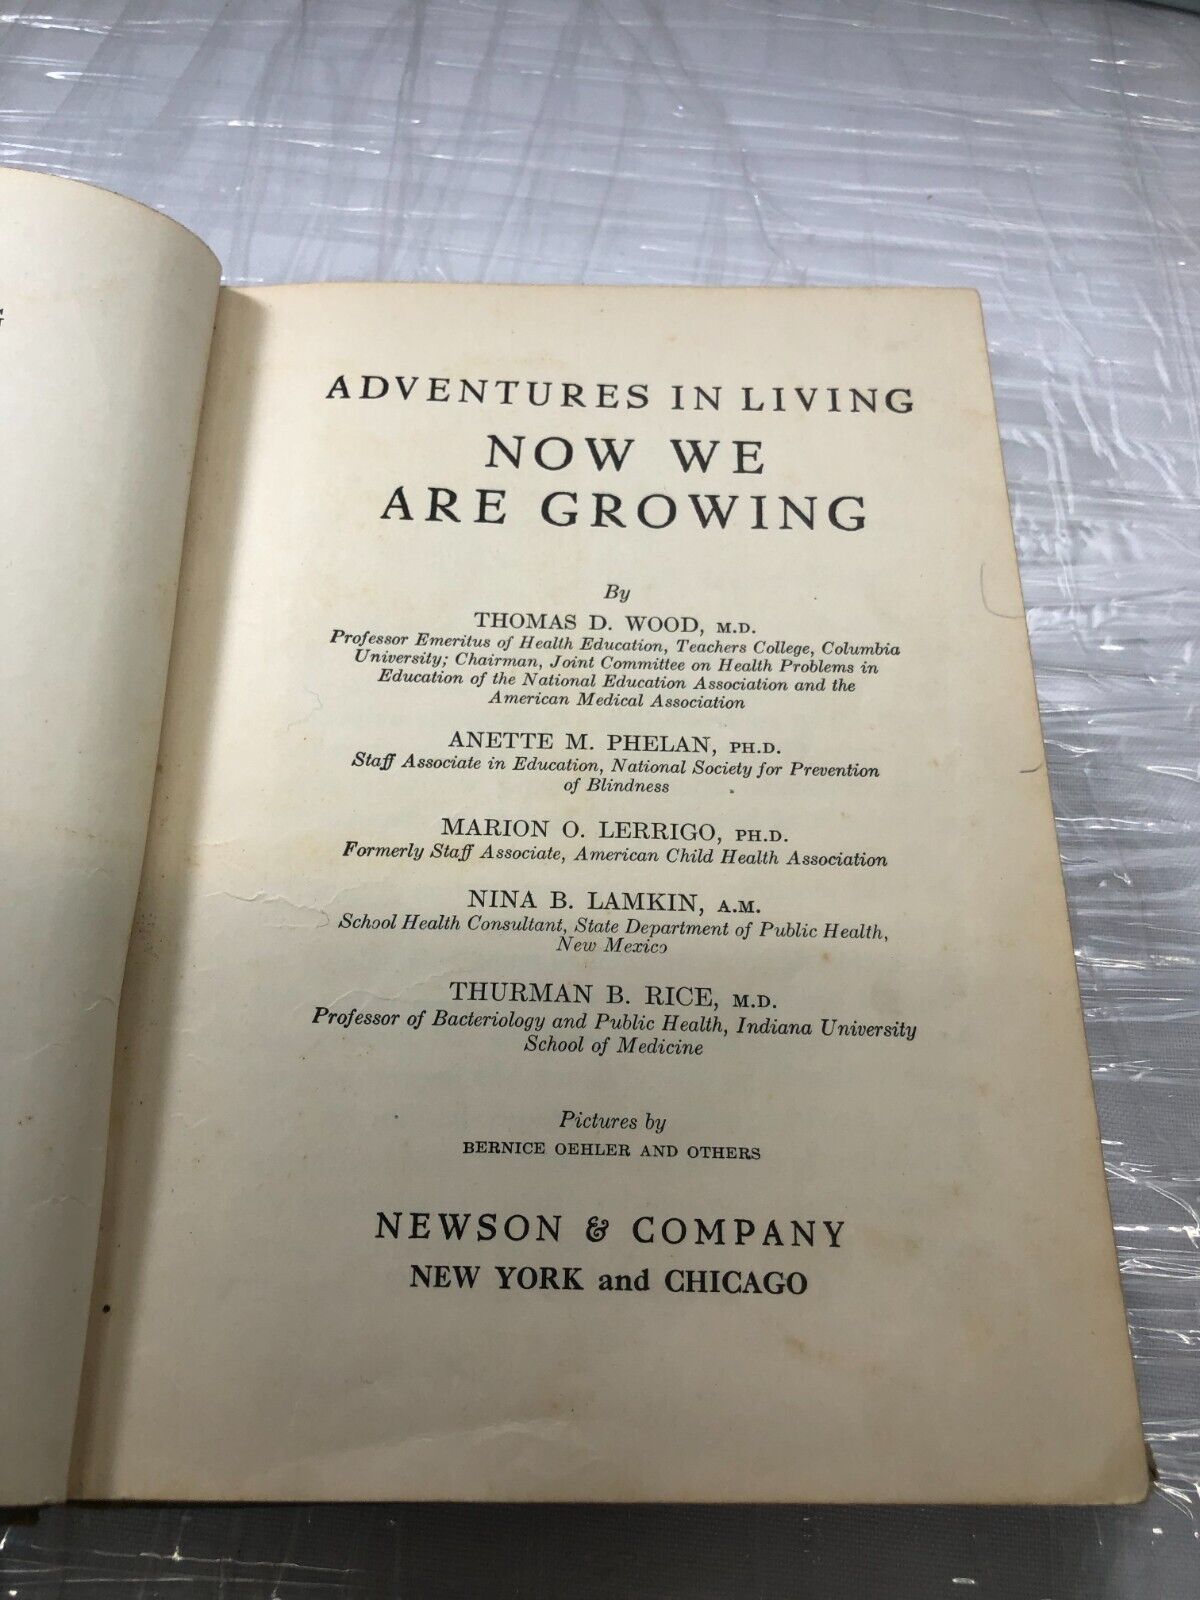 G
ADVENTURES IN LIVING
NOW WE
ARE GROWING
By
THOMAS D. WOOD, M.D.
Professor Emeritus of Health Education, Teachers College, Columbia
University; Chairman, Joint Committee on Health Problems in
Education of the National Education Association and the
American Medical Association
ANETTE M. PHELAN, PH.D.
Staff Associate in Education, National Society for Prevention
of Blindness
MARION O. LERRIGO, PH.D.
Formerly Staff Associate, American Child Health Association
NINA B. LAMKIN, A.M.
School Health Consultant, State Department of Public Health,
New Mexico
THURMAN B. RICE, M.D.
Professor of Bacteriology and Public Health, Indiana University
School of Medicine
Pictures by
BERNICE OEHLER AND OTHERS
NEWSON & COMPANY
NEW YORK and CHICAGO